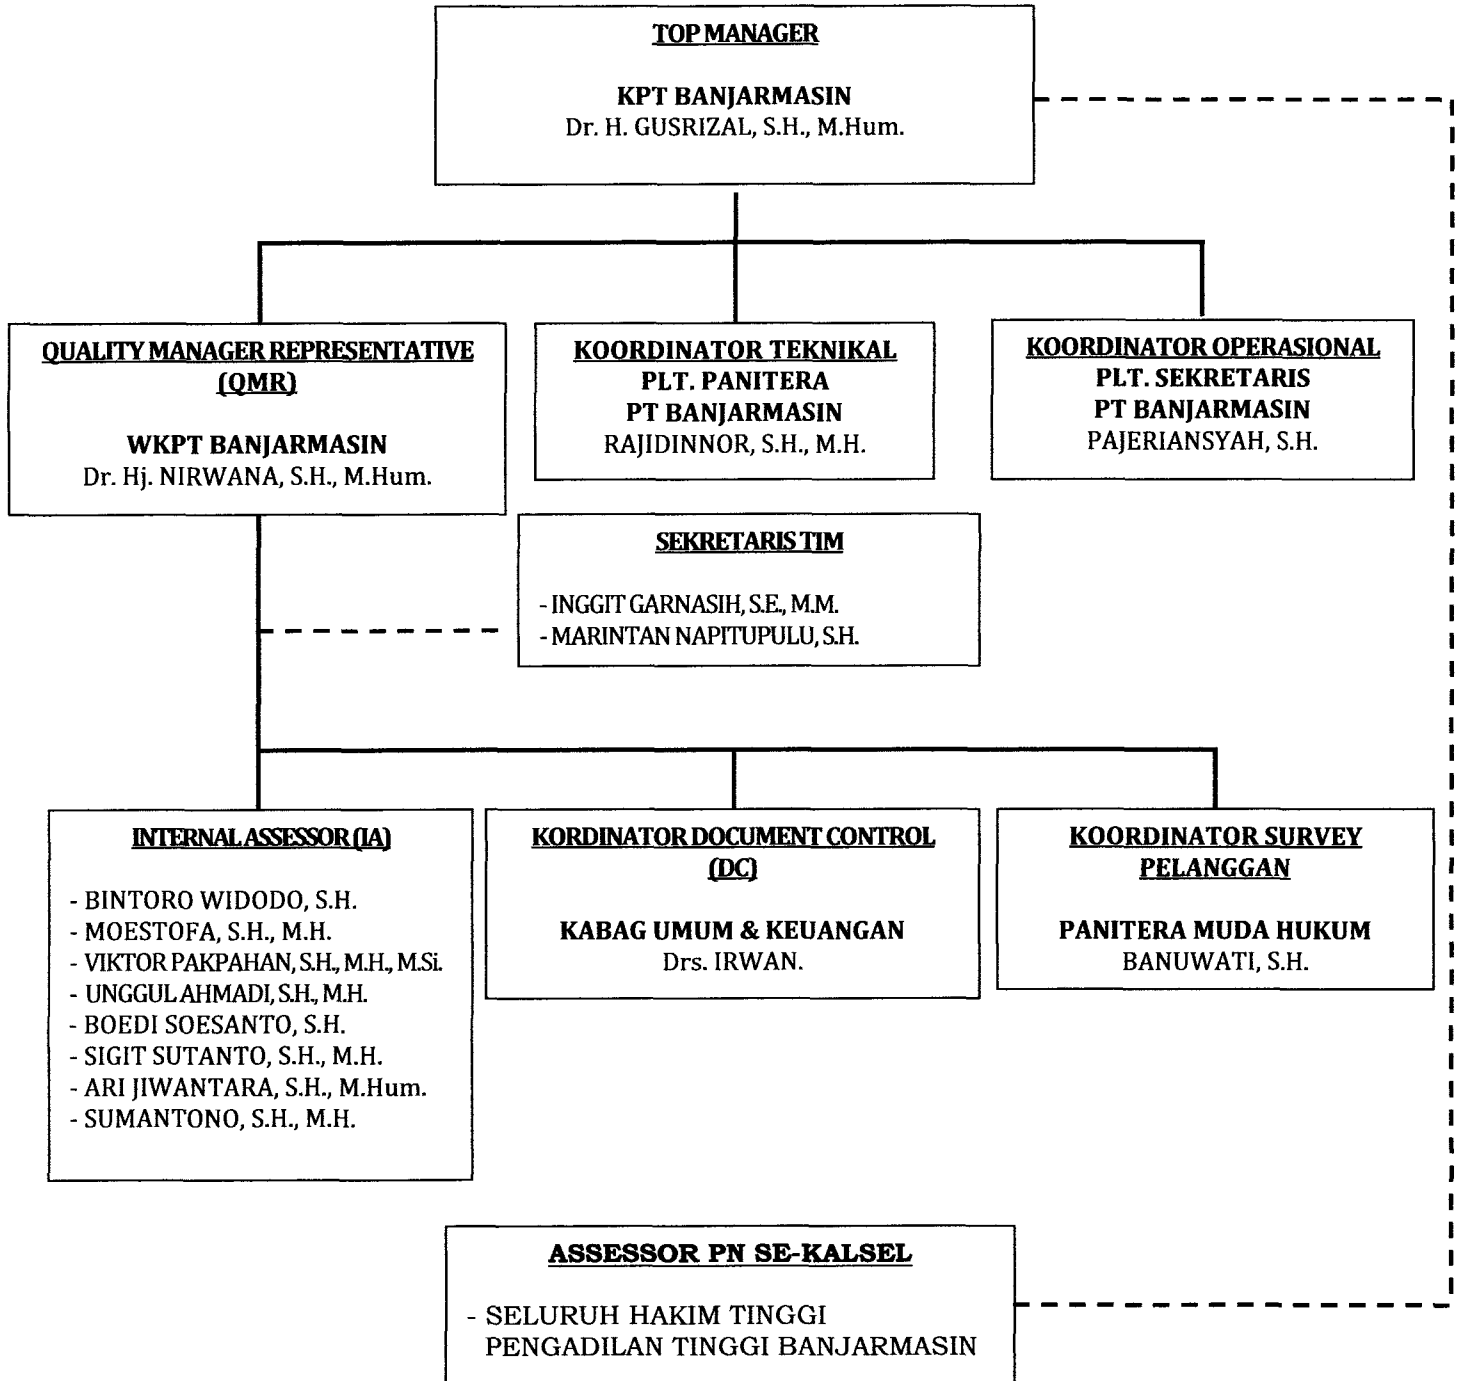 TOP MANAGER
KPT BANJARMASIN
Dr. H. GUSRIZAL, S.H., M.Hum.
QUALITY MANAGER REPRESENTATIVE
(QMR)
WKPT BANJARMASIN
Dr. Hj. NIRWANA, S.H., M.Hum.
KOORDINATOR TEKNIKAL
PLT. PANITERA
PT BANJARMASIN
RAJIDINNOR, S.H., M.H.
KOORDINATOR OPERASIONAL
PLT. SEKRETARIS
PT BANJARMASIN
PAJERIANSYAH, S.H.
SEKRETARIS TIM
- INGGIT GARNASIH, S.E., M.M.
- MARINTAN NAPITUPULU, S.H.
INTERNAL ASSESSOR (IA)
- BINTORO WIDODO, S.H.
- MOESTOFA, S.H., M.H.
- VIKTOR PAKPAHAN, S.H., M.H., M.Si.
- UNGGUL AHMADI, S.H., M.H.
- BOEDI SOESANTO, S.H.
- SIGIT SUTANTO, S.H., M.H.
- ARI JIWANTARA, S.H., M.Hum.
- SUMANTONO, S.H., M.H.
KORDINATOR DOCUMENT CONTROL
(DC)
KABAG UMUM & KEUANGAN
Drs. IRWAN.
KOORDINATOR SURVEY
PELANGGAN
PANITERA MUDA HUKUM
BANUWATI, S.H.
ASSESSOR PN SE-KALSEL
- SELURUH HAKIM TINGGI
PENGADILAN TINGGI BANJARMASIN